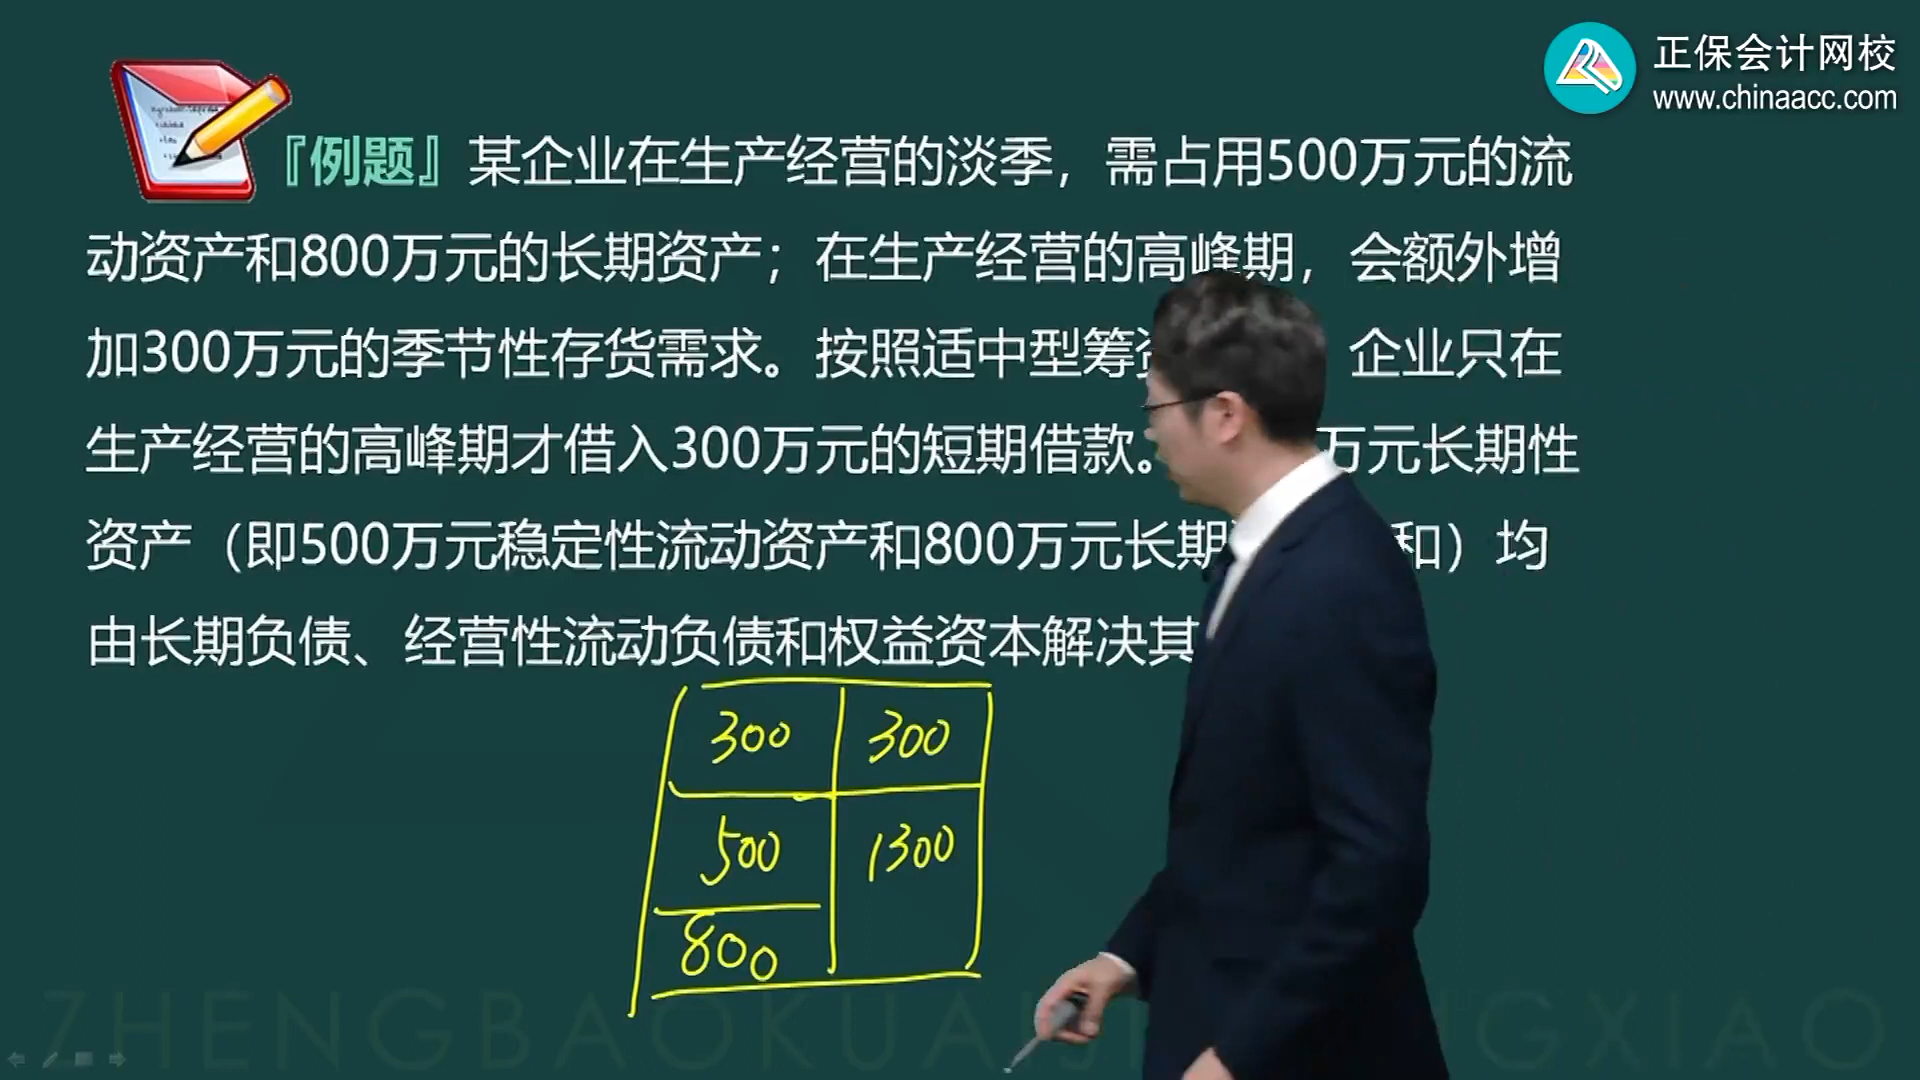 正保会计网校
www.chinaacc.com
『例题』某企业在生产经营的淡季，需占用500万元的流
动资产和800万元的长期资产；在生产经营的高峰期，会额外增
加300万元的季节性存货需求。按照适中型筹 企业只在
生产经营的高峰期才借入300万元的短期借款。 万元长期性
资产（即500万元稳定性流动资产和800万元长期 和）均
由长期负债、经营性流动负债和权益资本解决其
300 300
500 1300
800